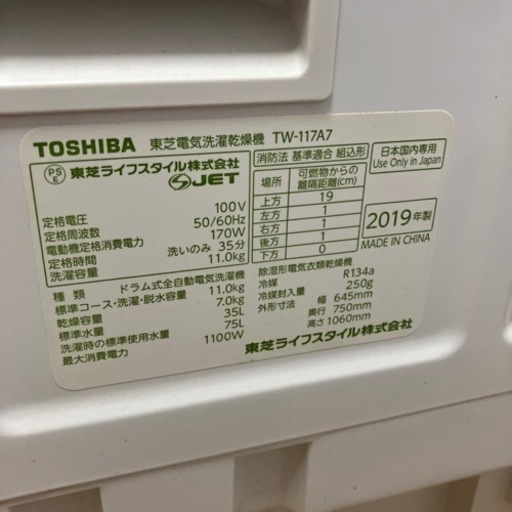 TOSHIBA 東芝電気洗濯乾燥機 TW-117A7
PS E 東芝ライフスタイル株式会社
S JET
定格電圧 100V
定格周波数 50/60Hz
電動機定格消費電力 170W
定格時間 洗いのみ 35分
洗濯容量 11.0kg
消防法 基準適合 組込形
場所 可燃物からの離隔距離(cm)
上方 19
左方 1
右方 1
前方 1
後方 1
下方 0
日本国内専用
Use Only in Japan
2019年製
MADE IN CHINA
種類 ドラム式全自動電気洗濯機
標準コース・洗濯・脱水容量 11.0kg
乾燥容量 7.0kg
標準水量 35L
洗濯時の標準使用水量 75L
最大消費電力 1100W
除湿形電気衣類乾燥機
冷媒 R134a
冷媒封入量 250g
外形寸法 幅 645mm
奥行 750mm
高さ 1060mm
東芝ライフスタイル株式会社